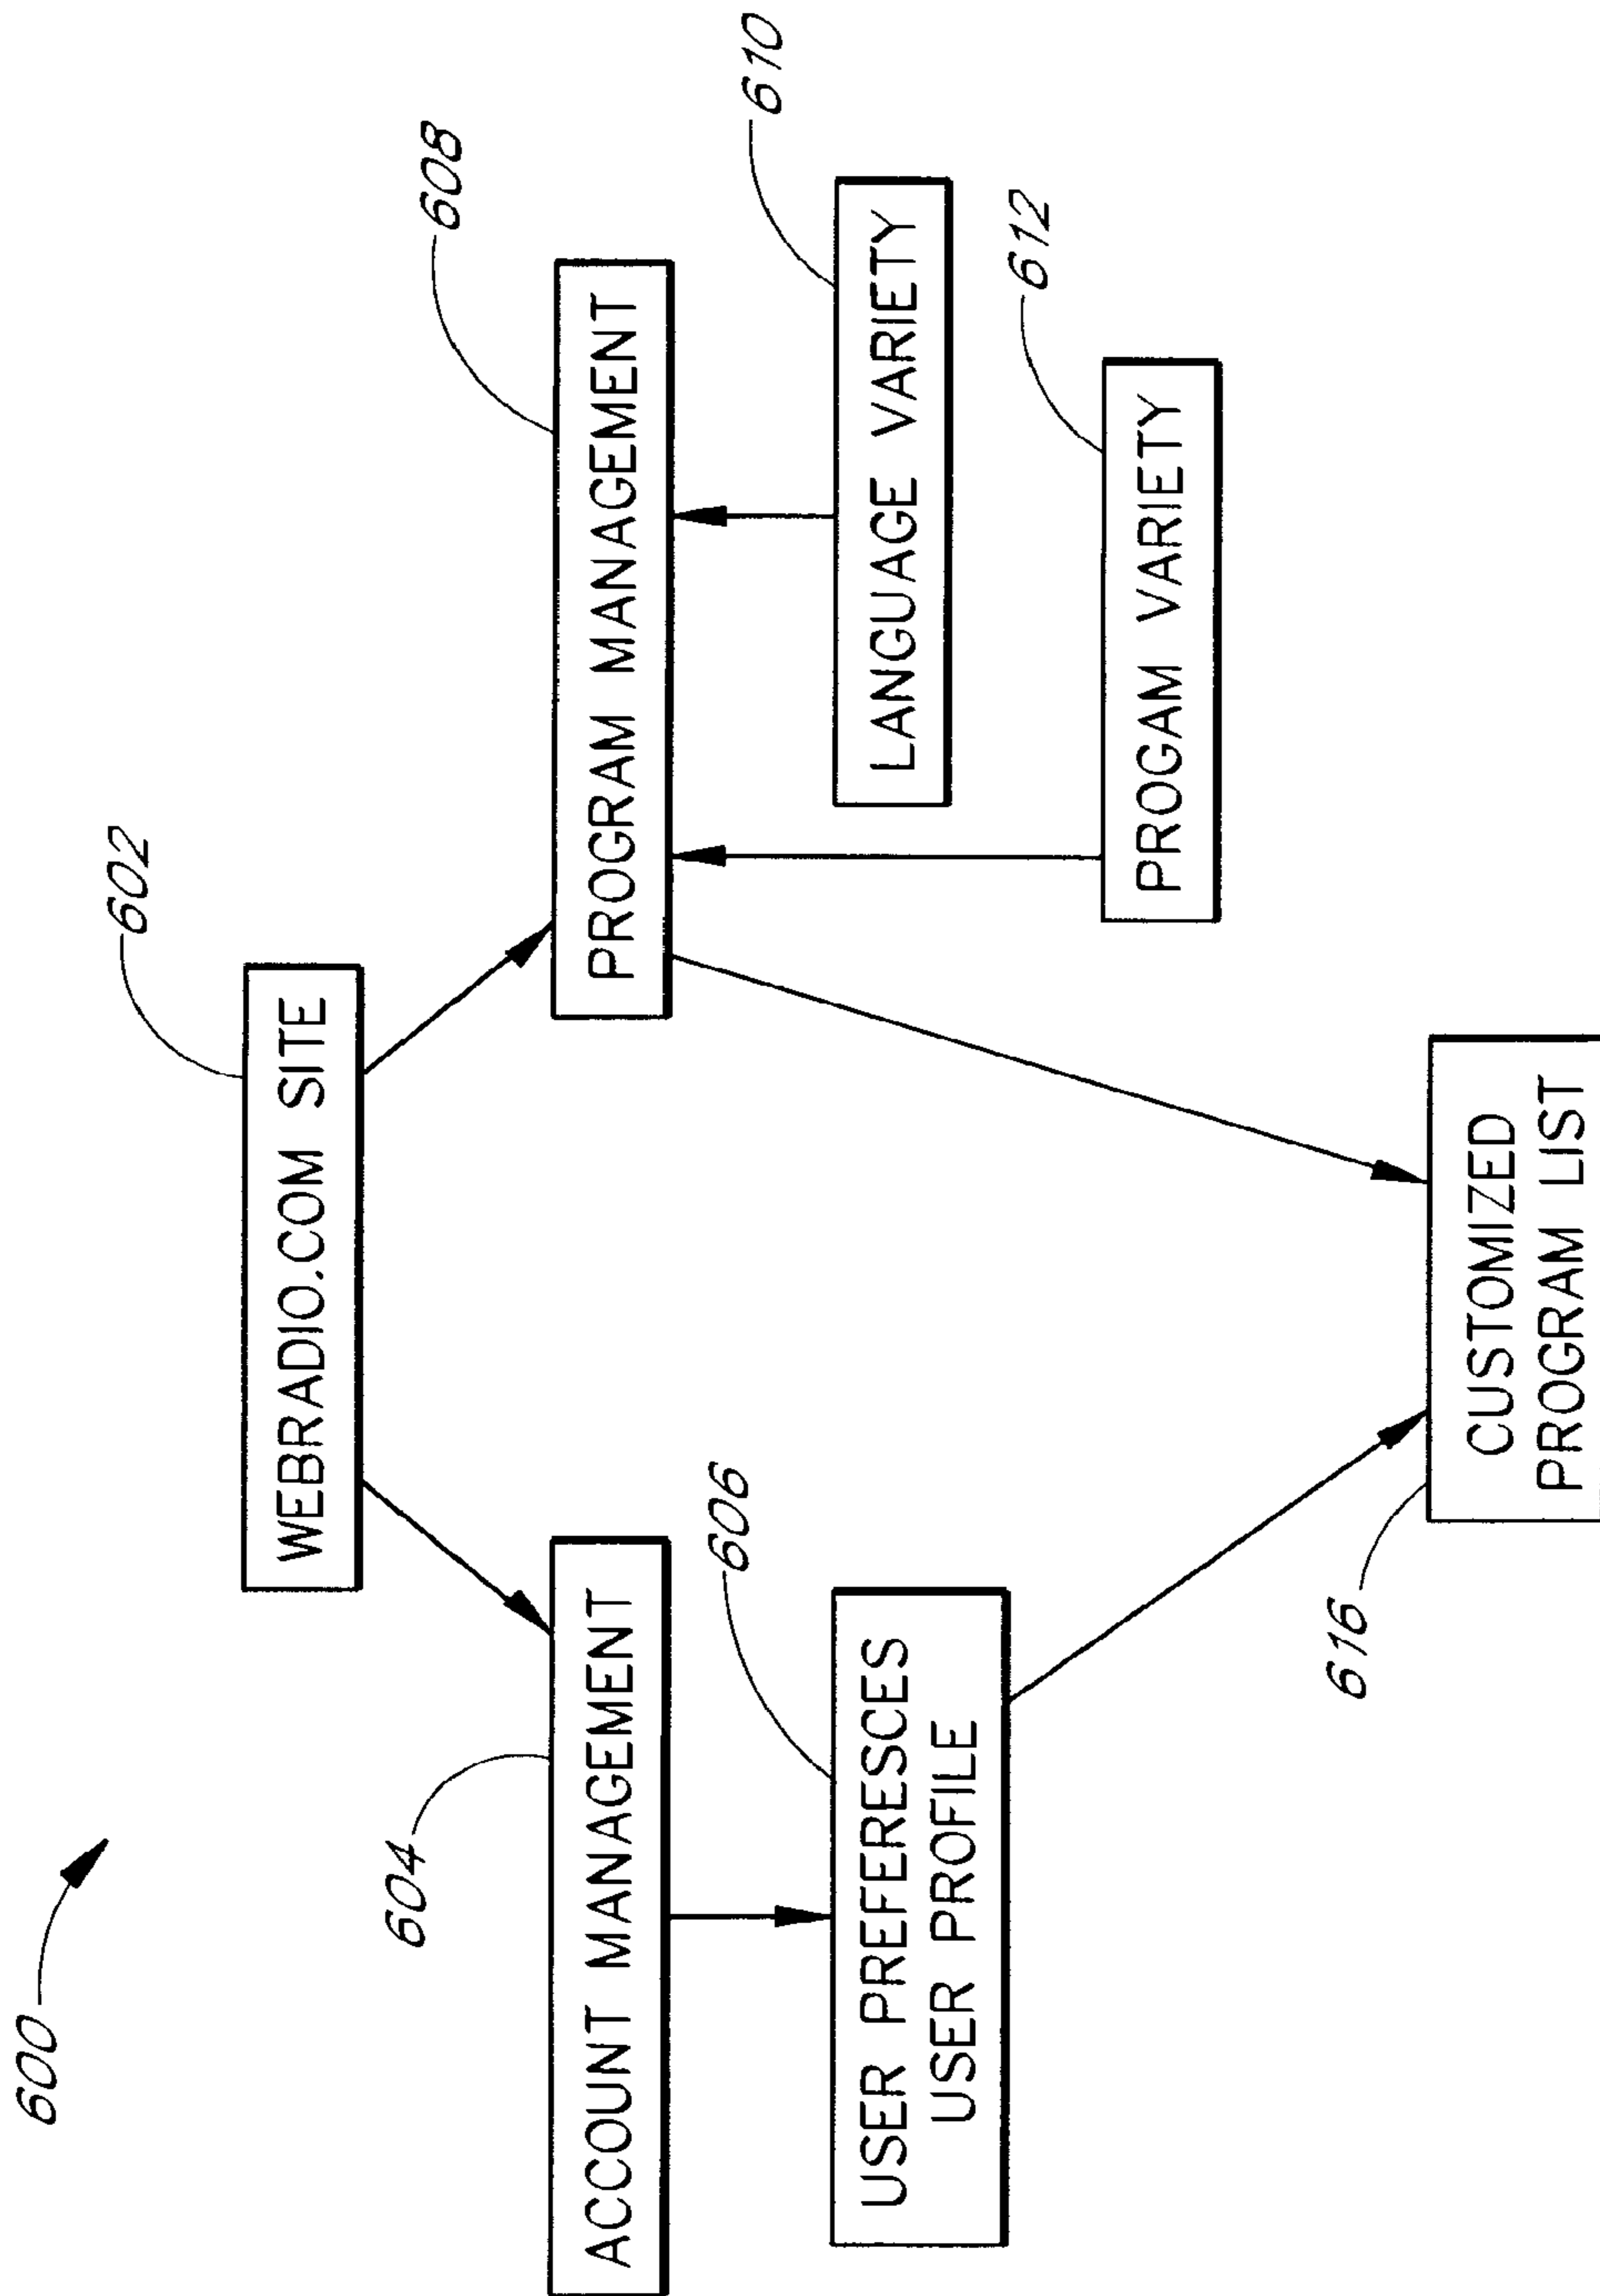 600
602
WEBRADIO.COM SITE
604
ACCOUNT MANAGEMENT
608
PROGRAM MANAGEMENT
606
USER PREFERESCES
USER PROFILE
610
LANGUAGE VARIETY
612
PROGAM VARIETY
616
CUSTOMIZED
PROGRAM LIST